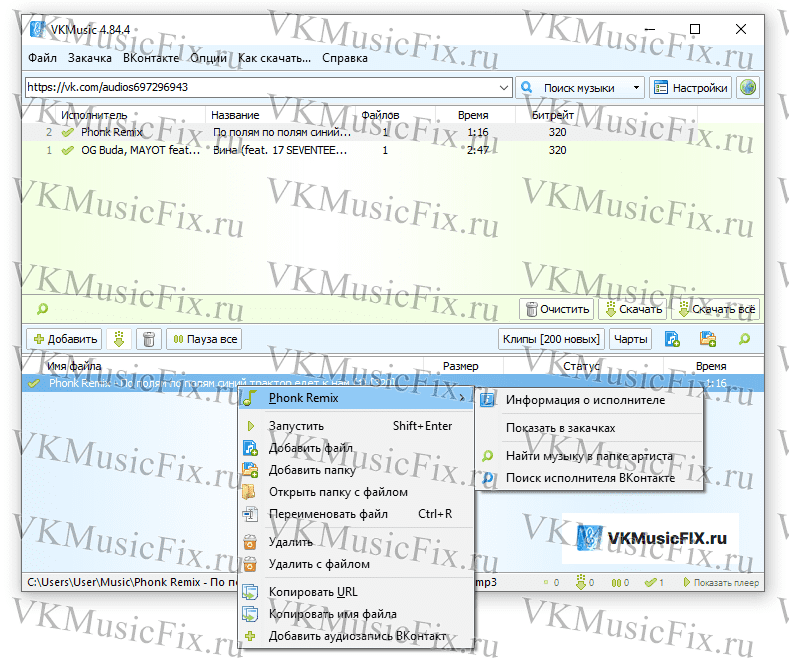 VKMusic 4.84.4
Файл Закачка ВКонтакте Опции Как скачать... Справка
https://vk.com/audios697296943 Поиск музыки Настройки
Исполнитель Название Файлов Время Битрейт
2 Phonk Remix По полям по полям синий... 1 1:16 320
1 OG Buda, MAYOT feat... Вина (feat. 17 SEVENTEE... 1 2:47 320
Очистить Скачать Скачать всё
Добавить Пауза все Клипы [200 новых] Чарты
Имя файла Размер Статус Время
Phonk Remix - По полям по полям синий трактор едет к нам (1) (320) 1:16
Phonk Remix
Запустить Shift+Enter
Добавить файл
Добавить папку
Открыть папку с файлом
Переименовать файл Ctrl+R
Удалить
Удалить с файлом
Копировать URL
Копировать имя файла
Добавить аудиозапись ВКонтакт
Информация о исполнителе
Показать в закачках
Найти музыку в папке артиста
Поиск исполнителя ВКонтакте
VKMusicFIX.ru
C:\Users\User\Music\Phonk Remix - По по mp3 0 0 0 1 Показать плеер
VKMusicFix.ru